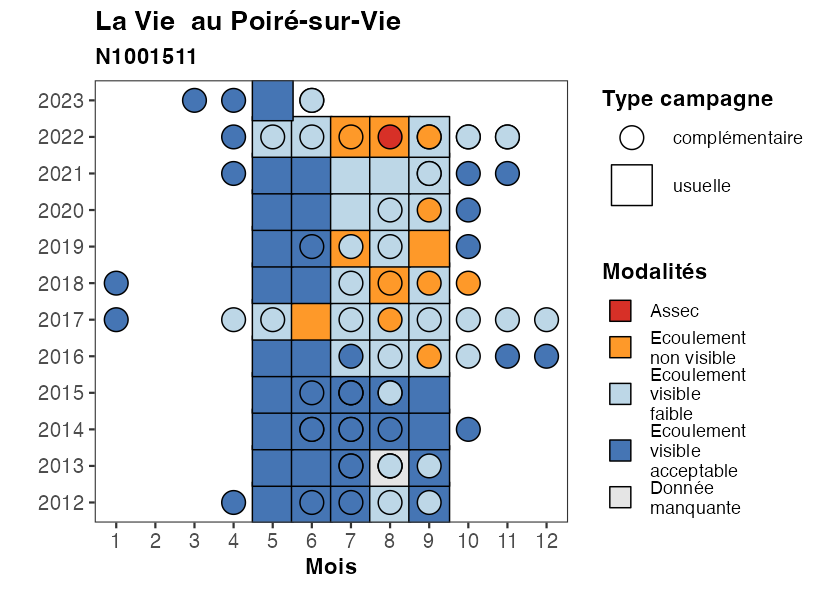 La Vie  au Poiré-sur-Vie
N1001511
2023
2022
2021
2020
2019
2018
2017
2016
2015
2014
2013
2012
1 2 3 4 5 6 7 8 9 10 11 12
Mois
Type campagne
complémentaire
usuelle
Modalités
Assec
Ecoulement
non visible
Ecoulement
visible
faible
Ecoulement
visible
acceptable
Donnée
manquante